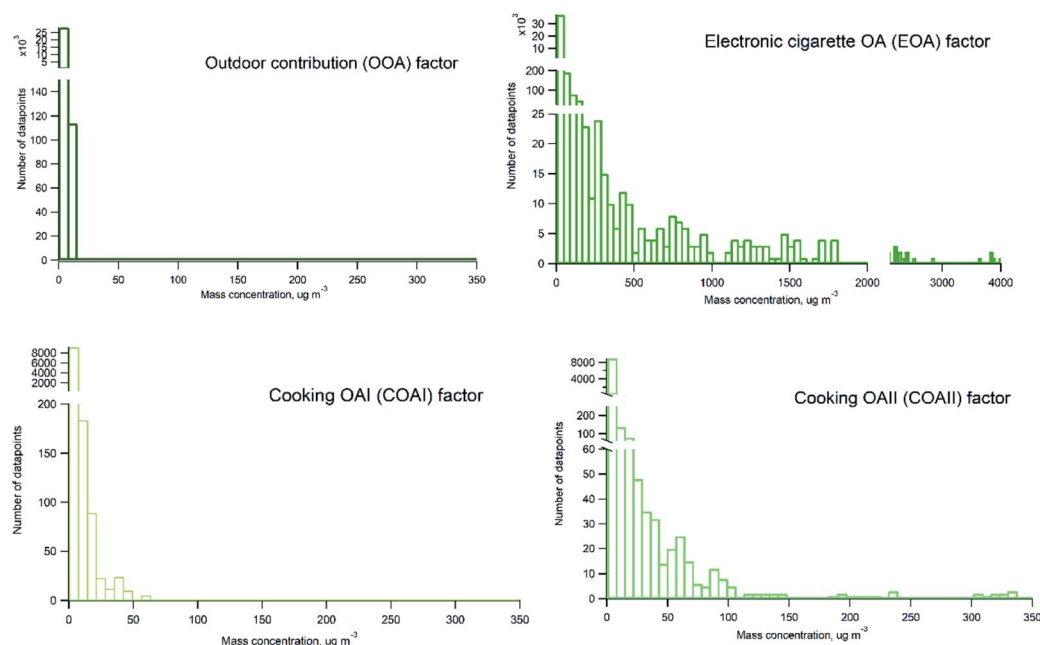 Outdoor contribution (OOA) factor
x10³
25
20
15
10
5
140
120
100
80
60
40
20
0
Number of datapoints
0 50 100 150 200 250 300 350
Mass concentration, ug m⁻³
Electronic cigarette OA (EOA) factor
x10³
30
20
10
200
100
25
20
15
10
5
0
Number of datapoints
0 500 1000 1500 2000 3000 4000
Mass concentration, ug m⁻³
Cooking OAI (COAI) factor
8000
6000
4000
2000
200
150
100
50
0
Number of datapoints
0 50 100 150 200 250 300 350
Mass concentration, ug m⁻³
Cooking OAII (COAII) factor
8000
4000
200
100
60
50
40
30
20
10
0
Number of datapoints
0 50 100 150 200 250 300 350
Mass concentration, ug m⁻³